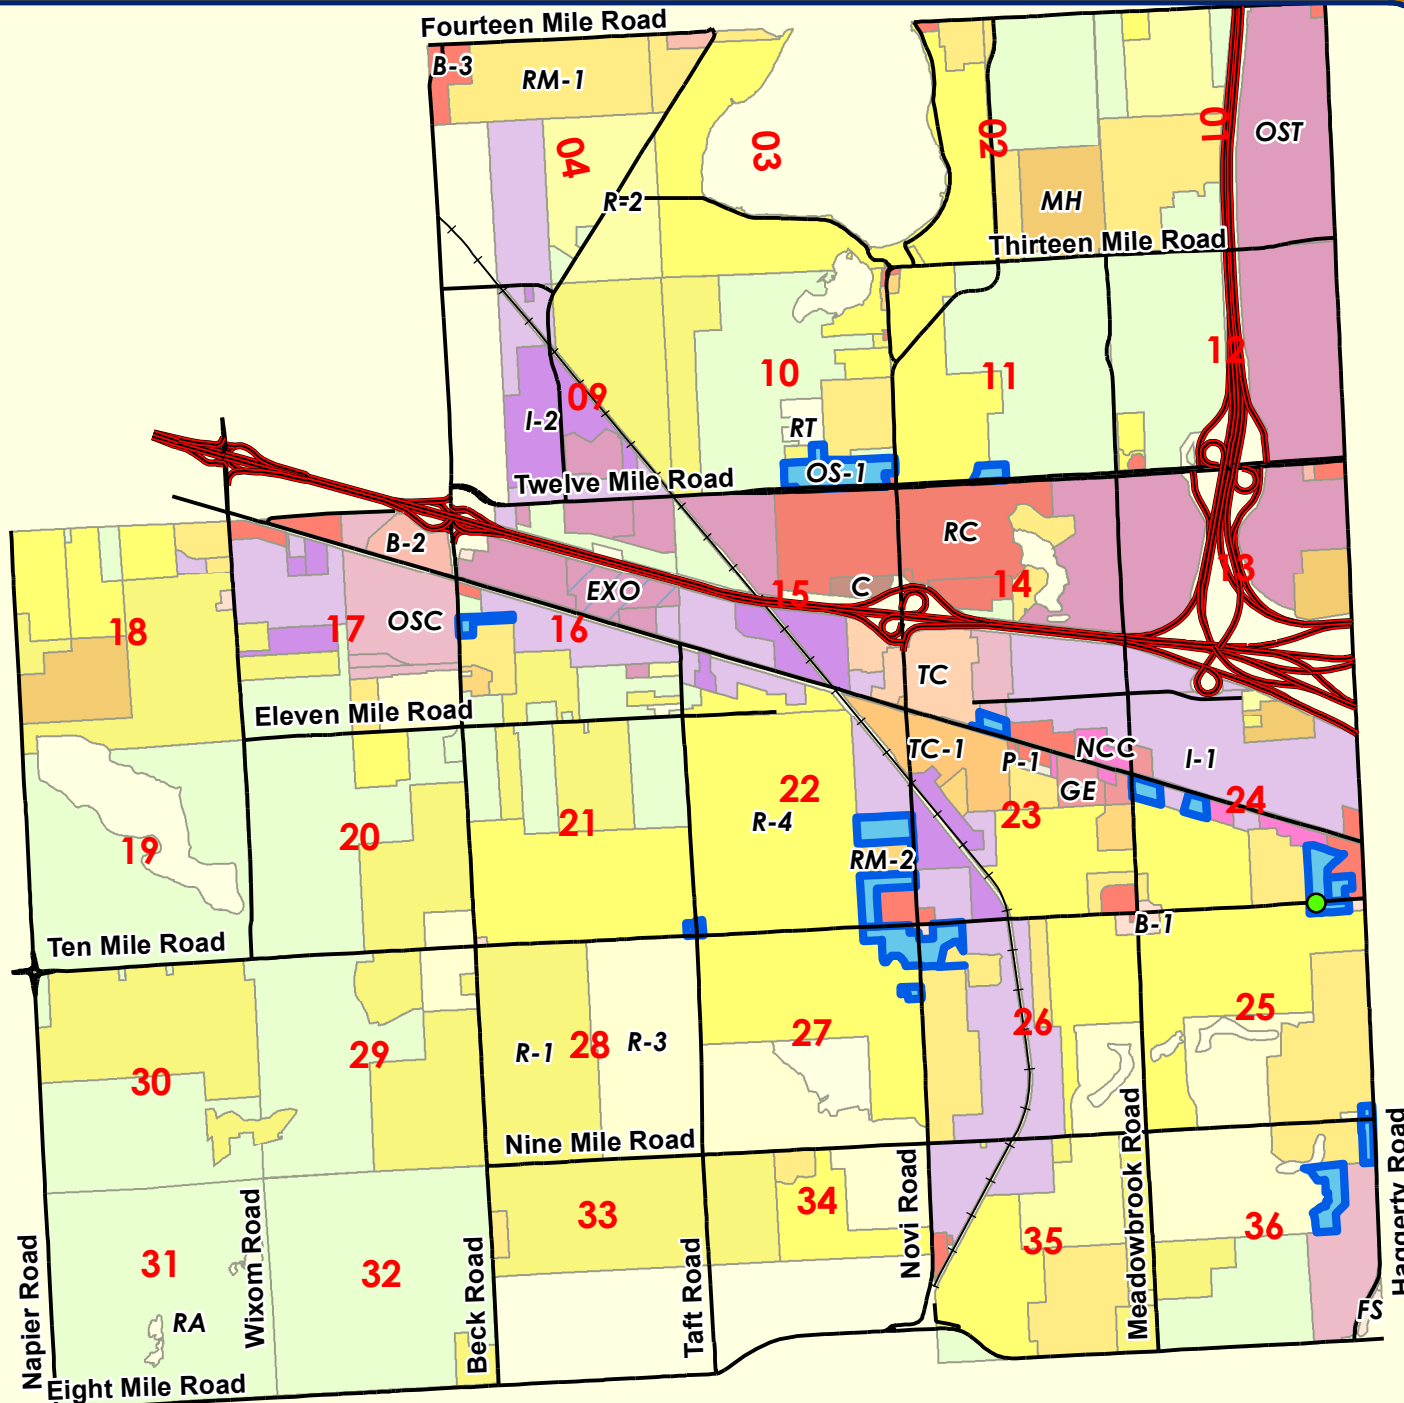 Fourteen Mile Road
B-3
RM-1
01
02
03
04
OST
MH
R-2
Thirteen Mile Road
12
10
11
09
I-2
RT
OS-1
Twelve Mile Road
RC
B-2
13
14
15
C
EXO
OSC
16
17
18
TC
Eleven Mile Road
TC-1
P-1
NCC
I-1
GE
22
24
23
R-4
21
20
19
RM-2
B-1
Ten Mile Road
25
26
27
28
R-1
R-3
29
30
Nine Mile Road
Meadowbrook Road
Haggerty Road
Novi Road
34
33
36
35
31
32
Napier Road
Wixom Road
Beck Road
Taft Road
RA
FS
Eight Mile Road